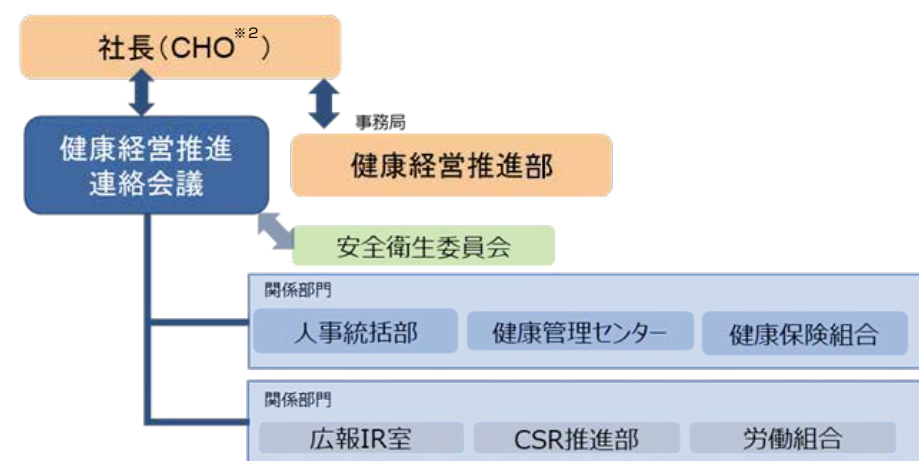 社長(CHO※2)
事務局
健康経営推進
連絡会議
健康経営推進部
安全衛生委員会
関係部門
人事統括部 健康管理センター 健康保険組合
関係部門
広報IR室 CSR推進部 労働組合